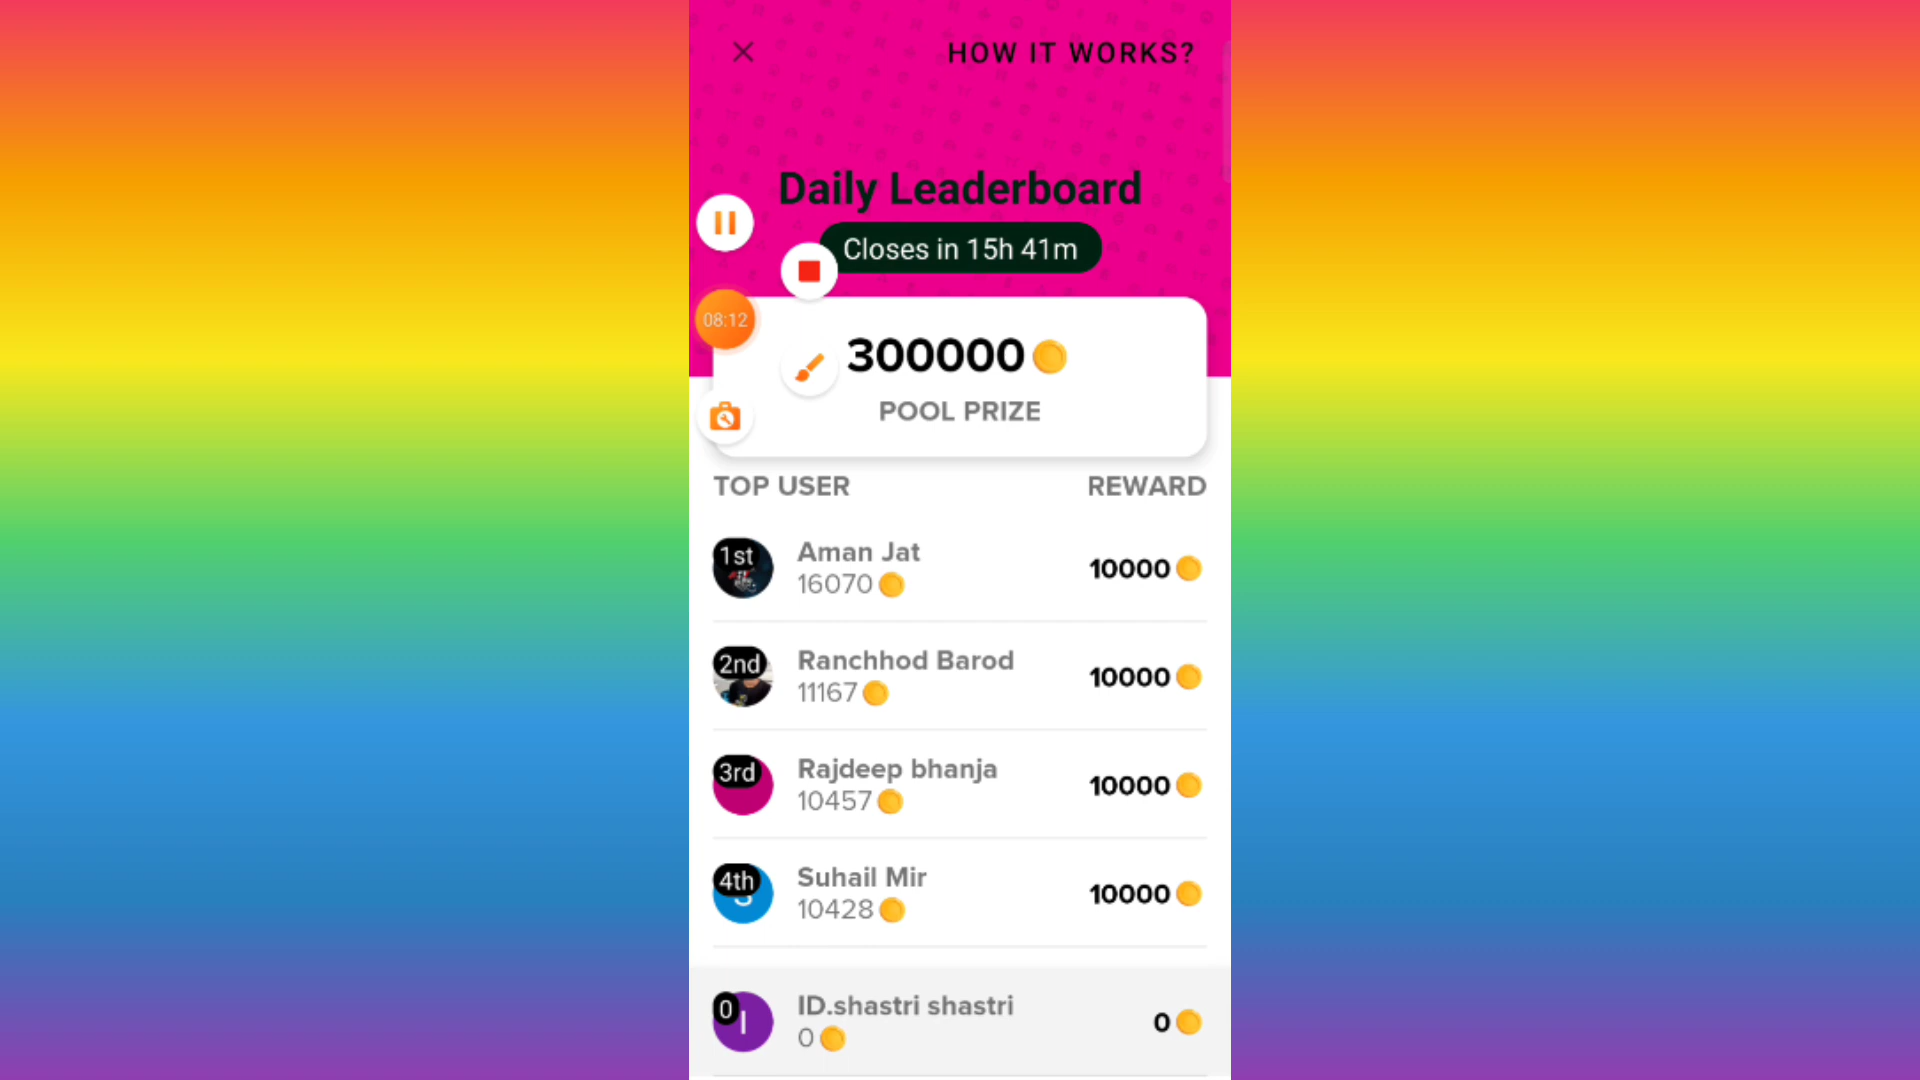 HOW IT WORKS?
Daily Leaderboard
Closes in 15h 41m
08:12
300000
POOL PRIZE
TOP USER REWARD
1st Aman Jat
16070 10000
2nd Ranchhod Barod
11167 10000
3rd Rajdeep bhanja
10457 10000
4th Suhail Mir
10428 10000
0 I ID.shastri shastri
0 0